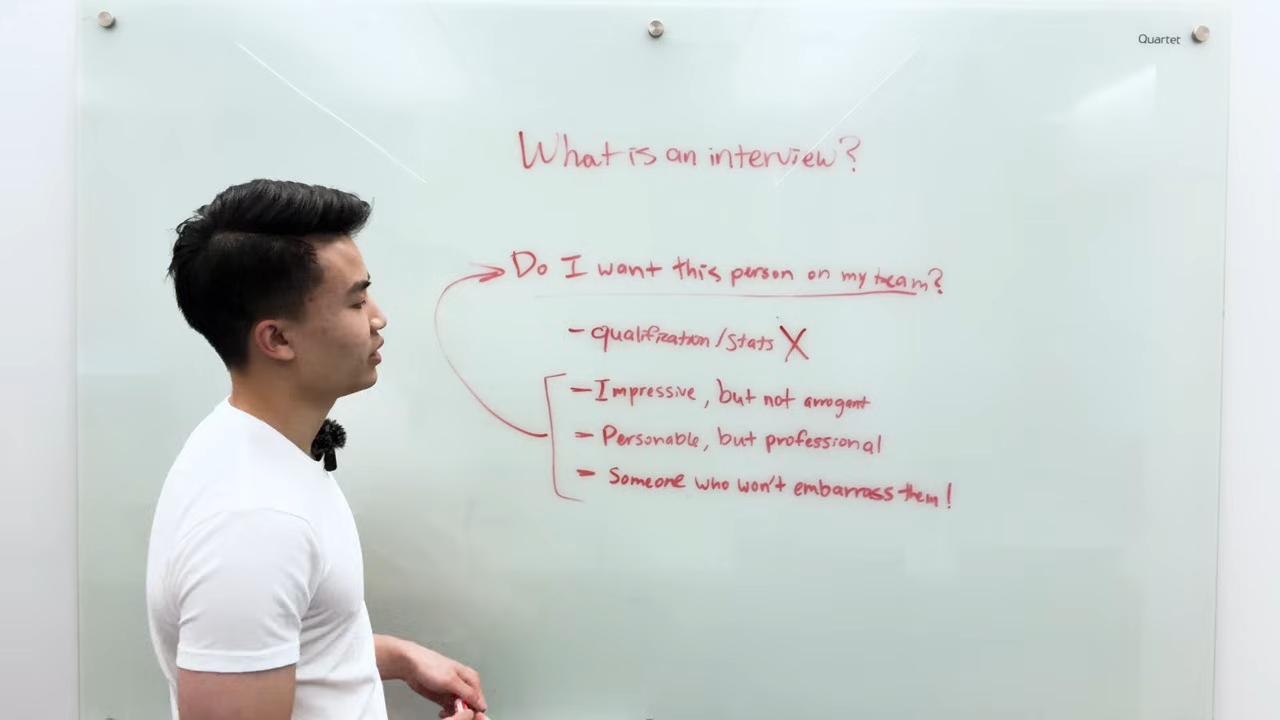 Quartet
What is an interview?
Do I want this person on my team?
- qualification/stats X
- Impressive, but not arrogant
- Personable, but professional
- Someone who won't embarrass them!